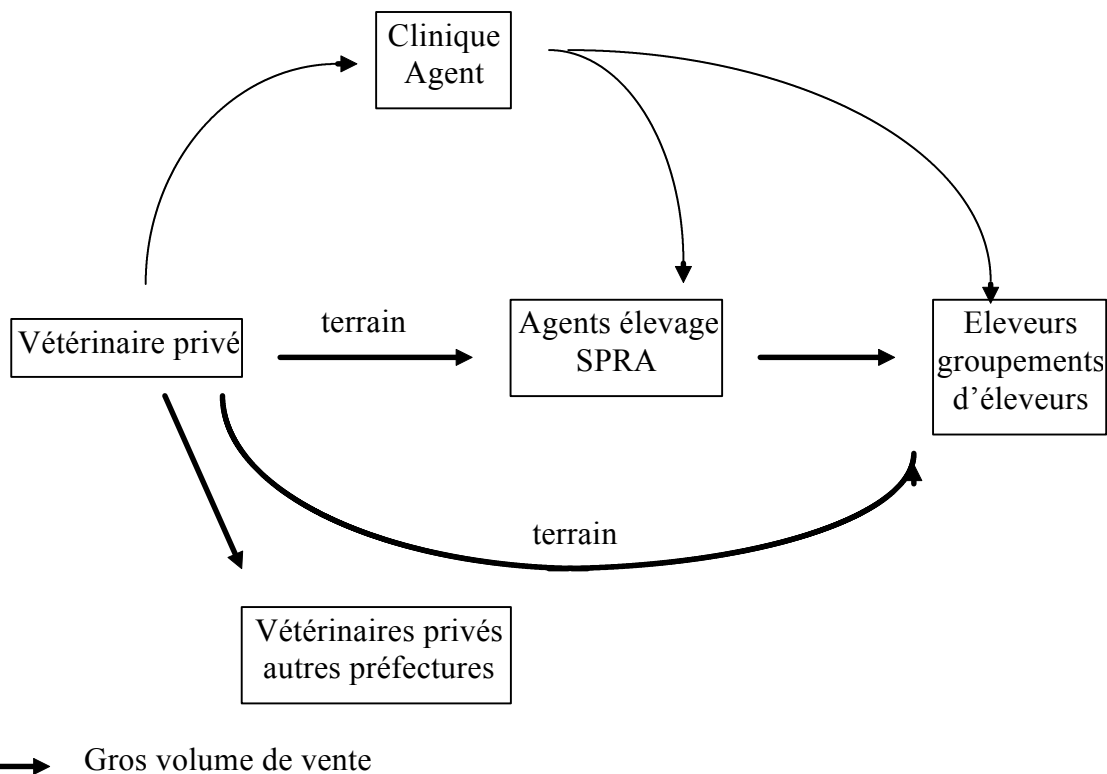 Clinique
Agent
terrain
Vétérinaire privé
Agents élevage
SPRA
Eleveurs
groupements
d’éleveurs
terrain
Vétérinaires privés
autres préfectures
Gros volume de vente